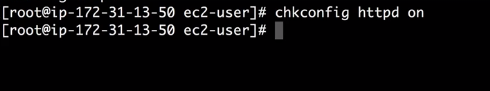 [root@ip-172-31-13-50 ec2-user]# chkconfig httpd on
[root@ip-172-31-13-50 ec2-user]#